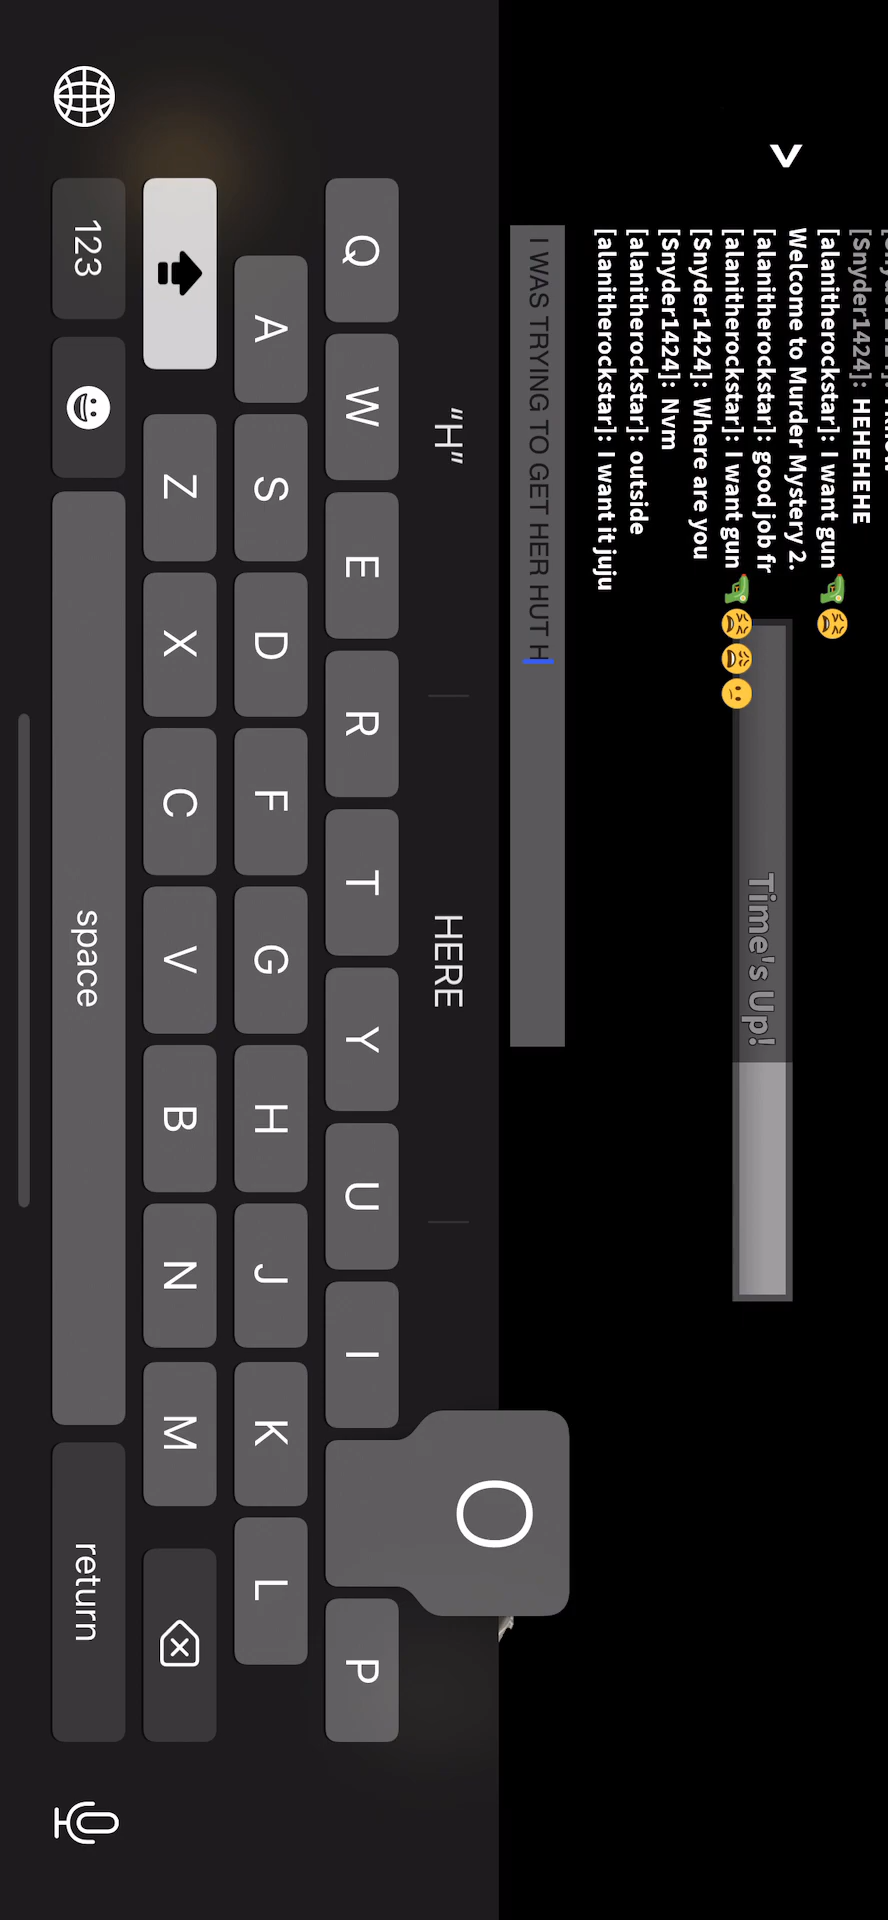 [Snyder1424]: HEHEHEHE
[alanitherockstar]: I want gun 🔫😡
Welcome to Murder Mystery 2.
[alanitherockstar]: good job fr
[alanitherockstar]: I want gun 🔫😡😡😐
[Snyder1424]: Where are you
[Snyder1424]: Nvm
[alanitherockstar]: outside
[alanitherockstar]: I want it juju
Time's Up!
I WAS TRYING TO GET HER HUT H
“H” HERE
Q W E R T Y U I O P
A S D F G H J K L
Z X C V B N M
123 space return